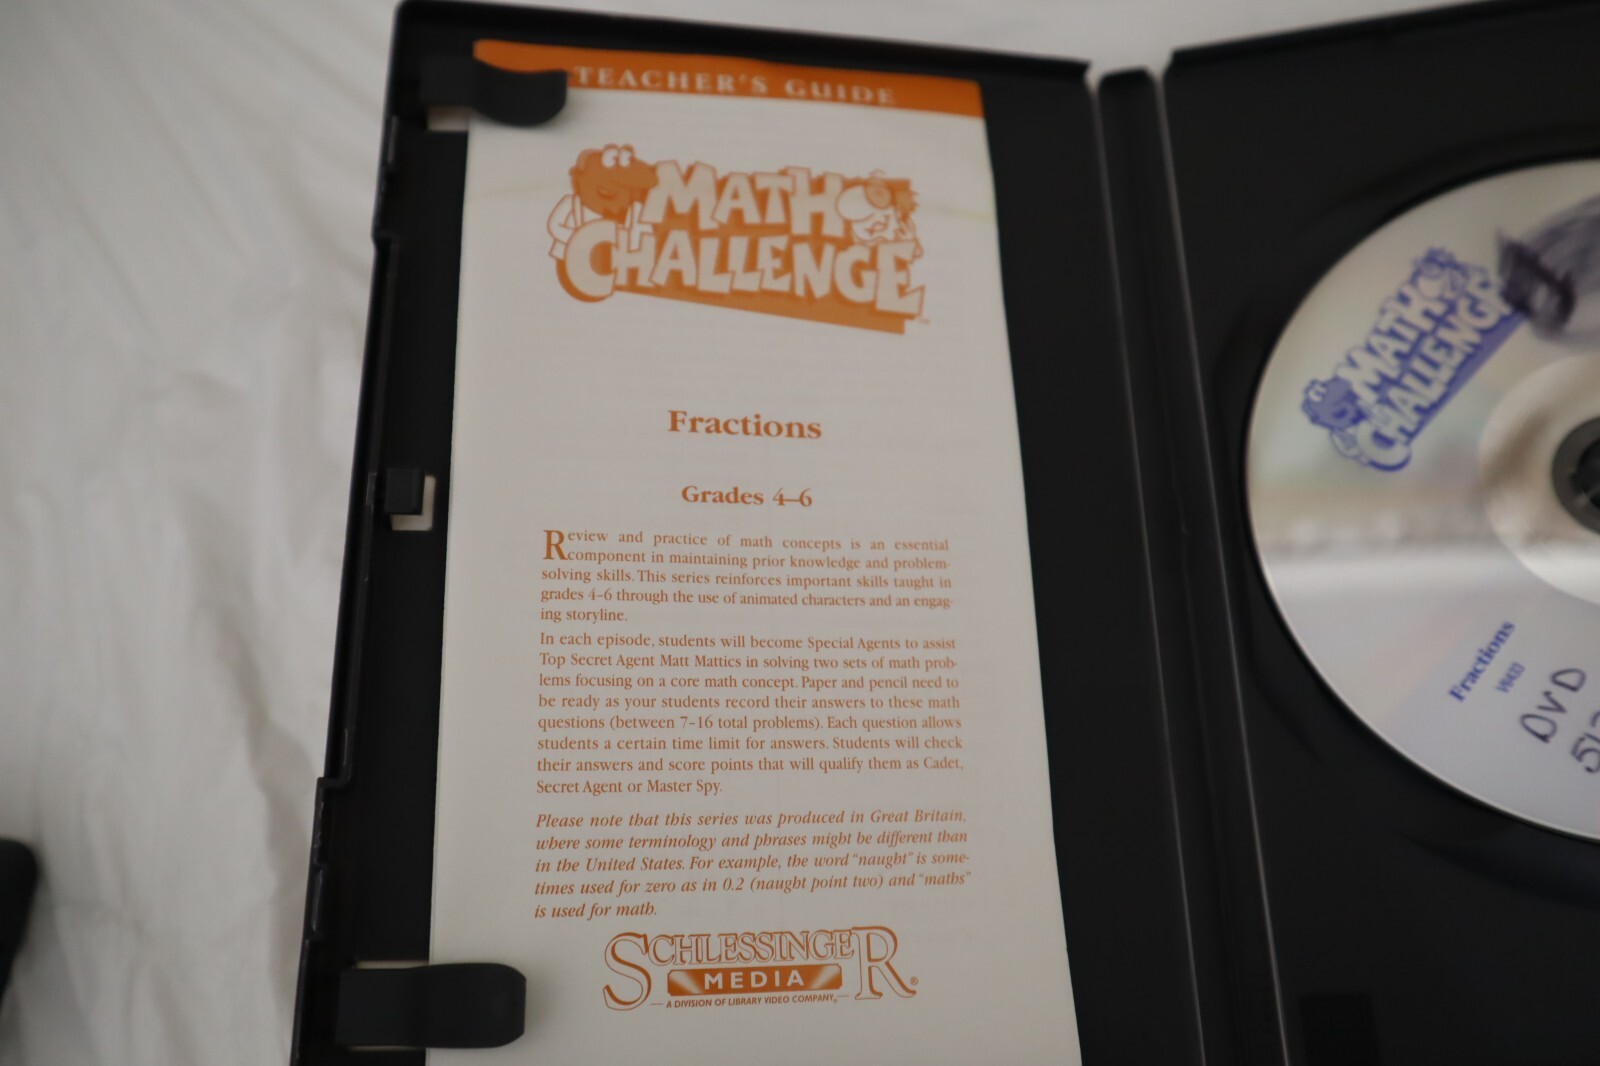 TEACHER'S GUIDE
MATH
CHALLENGE
Fractions
Grades 4–6
Review and practice of math concepts is an essential
component in maintaining prior knowledge and problem-
solving skills. This series reinforces important skills taught in
grades 4–6 through the use of animated characters and an engag-
ing storyline.
In each episode, students will become Special Agents to assist
Top Secret Agent Matt Mattics in solving two sets of math prob-
lems focusing on a core math concept. Paper and pencil need to
be ready as your students record their answers to these math
questions (between 7–16 total problems). Each question allows
students a certain time limit for answers. Students will check
their answers and score points that will qualify them as Cadet,
Secret Agent or Master Spy.
Please note that this series was produced in Great Britain,
where some terminology and phrases might be different than
in the United States. For example, the word "naught" is some-
times used for zero as in 0.2 (naught point two) and "maths"
is used for math.
SCHLESSINGER
MEDIA
A DIVISION OF LIBRARY VIDEO COMPANY®
MATH
CHALLENGE
Fractions
DVD